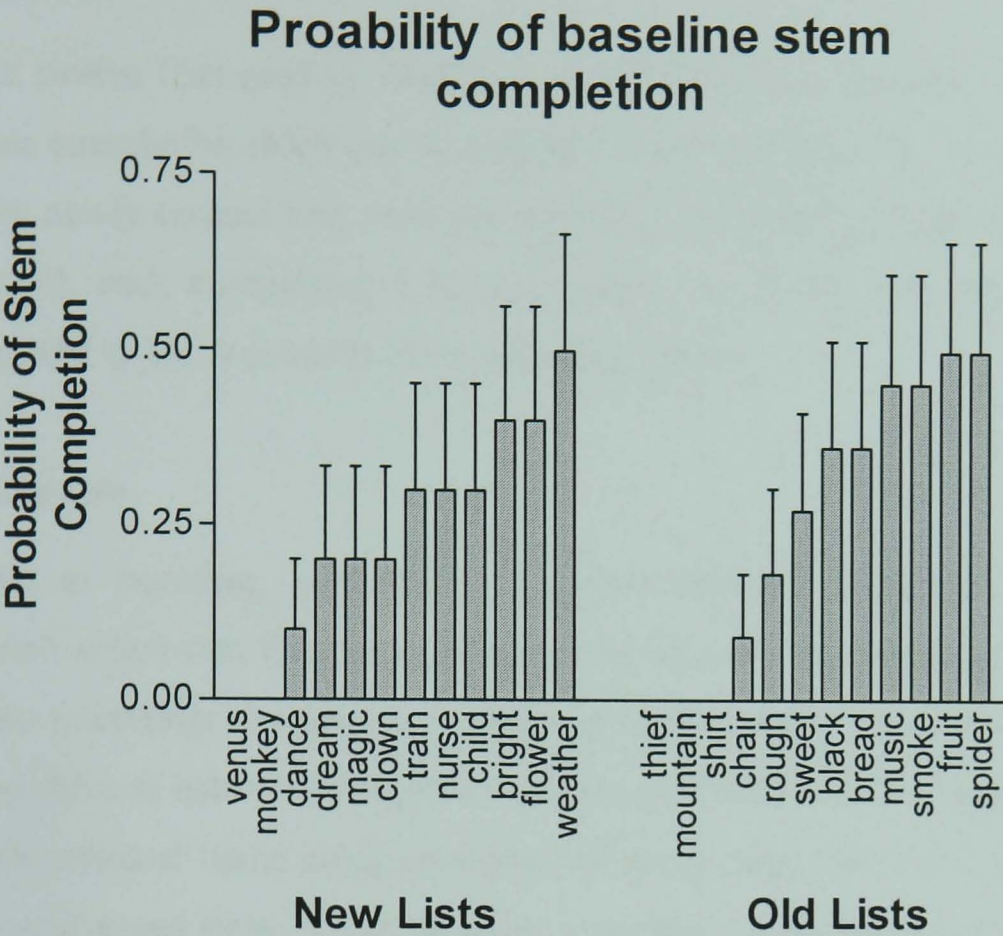 Proability of baseline stem
completion
Probability of Stem
Completion
0.75
0.50
0.25
0.00
venus
monkey
dance
dream
magic
clown
train
nurse
child
bright
flower
weather
thief
mountain
shirt
chair
rough
sweet
black
bread
music
smoke
fruit
spider
New Lists
Old Lists